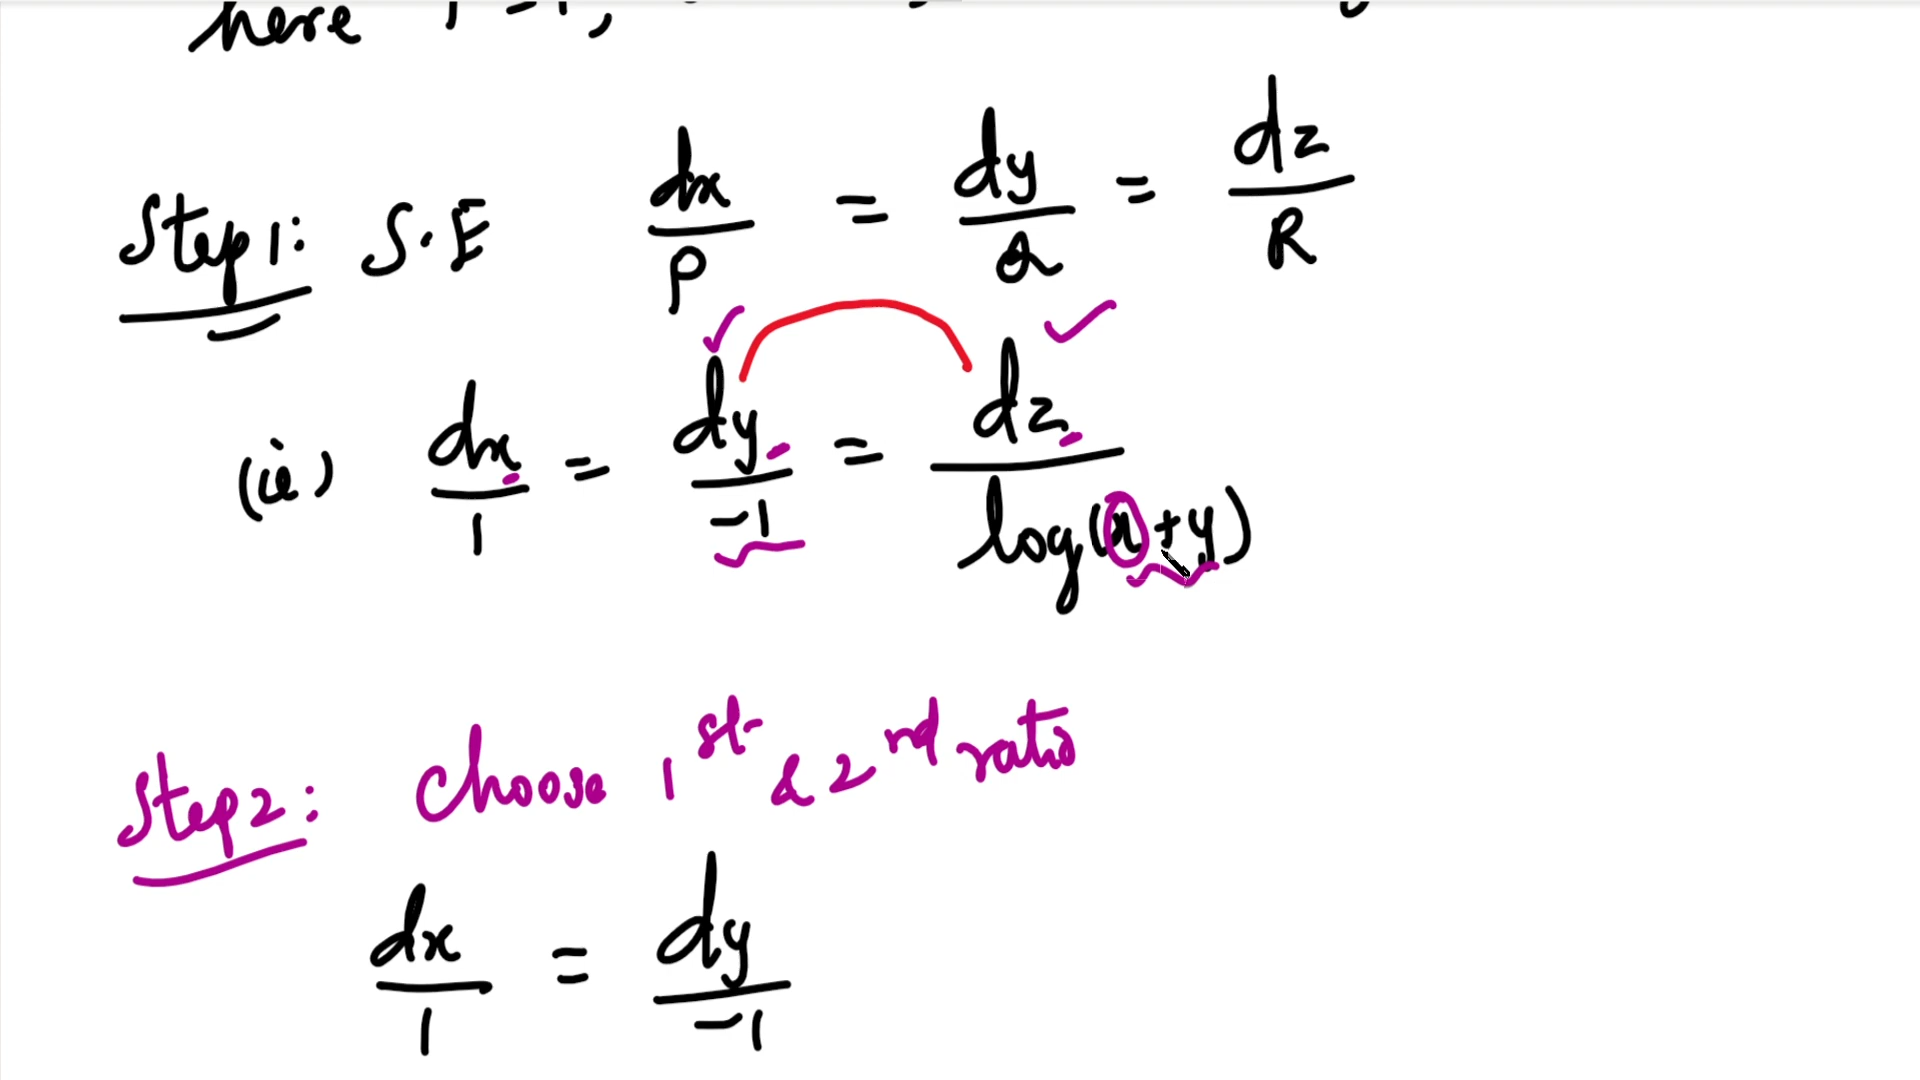 here
Step 1: S.E dx/P = dy/Q = dz/R
(ie) dx/1 = dy/-1 = dz/log(x+y)
Step 2: choose 1st & 2nd ratio
dx/1 = dy/-1